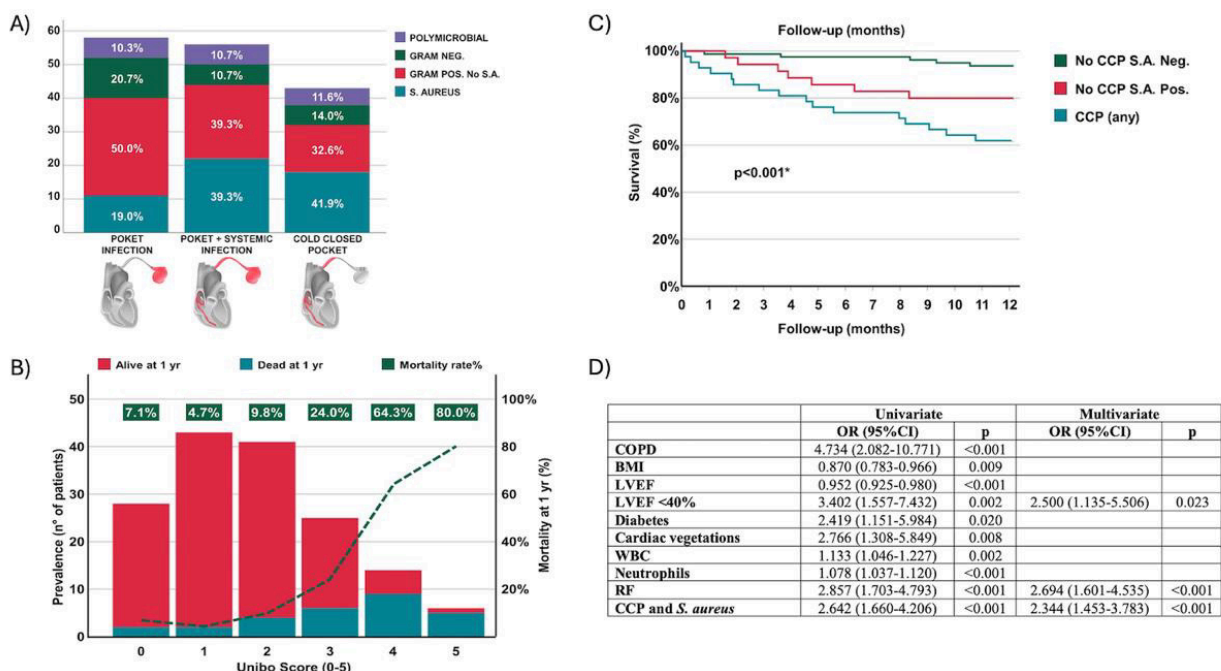 A)
60
50
40
30
20
10
0
10.3%
20.7%
50.0%
19.0%
10.7%
10.7%
39.3%
39.3%
11.6%
14.0%
32.6%
41.9%
POLYMICROBIAL
GRAM NEG.
GRAM POS. No S.A.
S. AUREUS
POKET INFECTION
POKET + SYSTEMIC INFECTION
COLD CLOSED POCKET
B)
Alive at 1 yr
Dead at 1 yr
Mortality rate%
Prevalence (n° of patients)
50
40
30
20
10
0
7.1%
4.7%
9.8%
24.0%
64.3%
80.0%
100%
80
60
40%
20%
Mortality at 1 yr (%)
0 1 2 3 4 5
Unibo Score (0-5)
C)
Follow-up (months)
Survival (%)
100%
80%
60%
40%
20%
0%
p<0.001*
0 1 2 3 4 5 6 7 8 9 10 11 12
Follow-up (months)
No CCP S.A. Neg.
No CCP S.A. Pos.
CCP (any)
D)
Univariate Multivariate
OR (95%CI) p OR (95%CI) p
COPD 4.734 (2.082-10.771) <0.001
BMI 0.870 (0.783-0.966) 0.009
LVEF 0.952 (0.925-0.980) <0.001
LVEF <40% 3.402 (1.557-7.432) 0.002 2.500 (1.135-5.506) 0.023
Diabetes 2.419 (1.151-5.984) 0.020
Cardiac vegetations 2.766 (1.308-5.849) 0.008
WBC 1.133 (1.046-1.227) 0.002
Neutrophils 1.078 (1.037-1.120) <0.001
RF 2.857 (1.703-4.793) <0.001 2.694 (1.601-4.535) <0.001
CCP and S. aureus 2.642 (1.660-4.206) <0.001 2.344 (1.453-3.783) <0.001